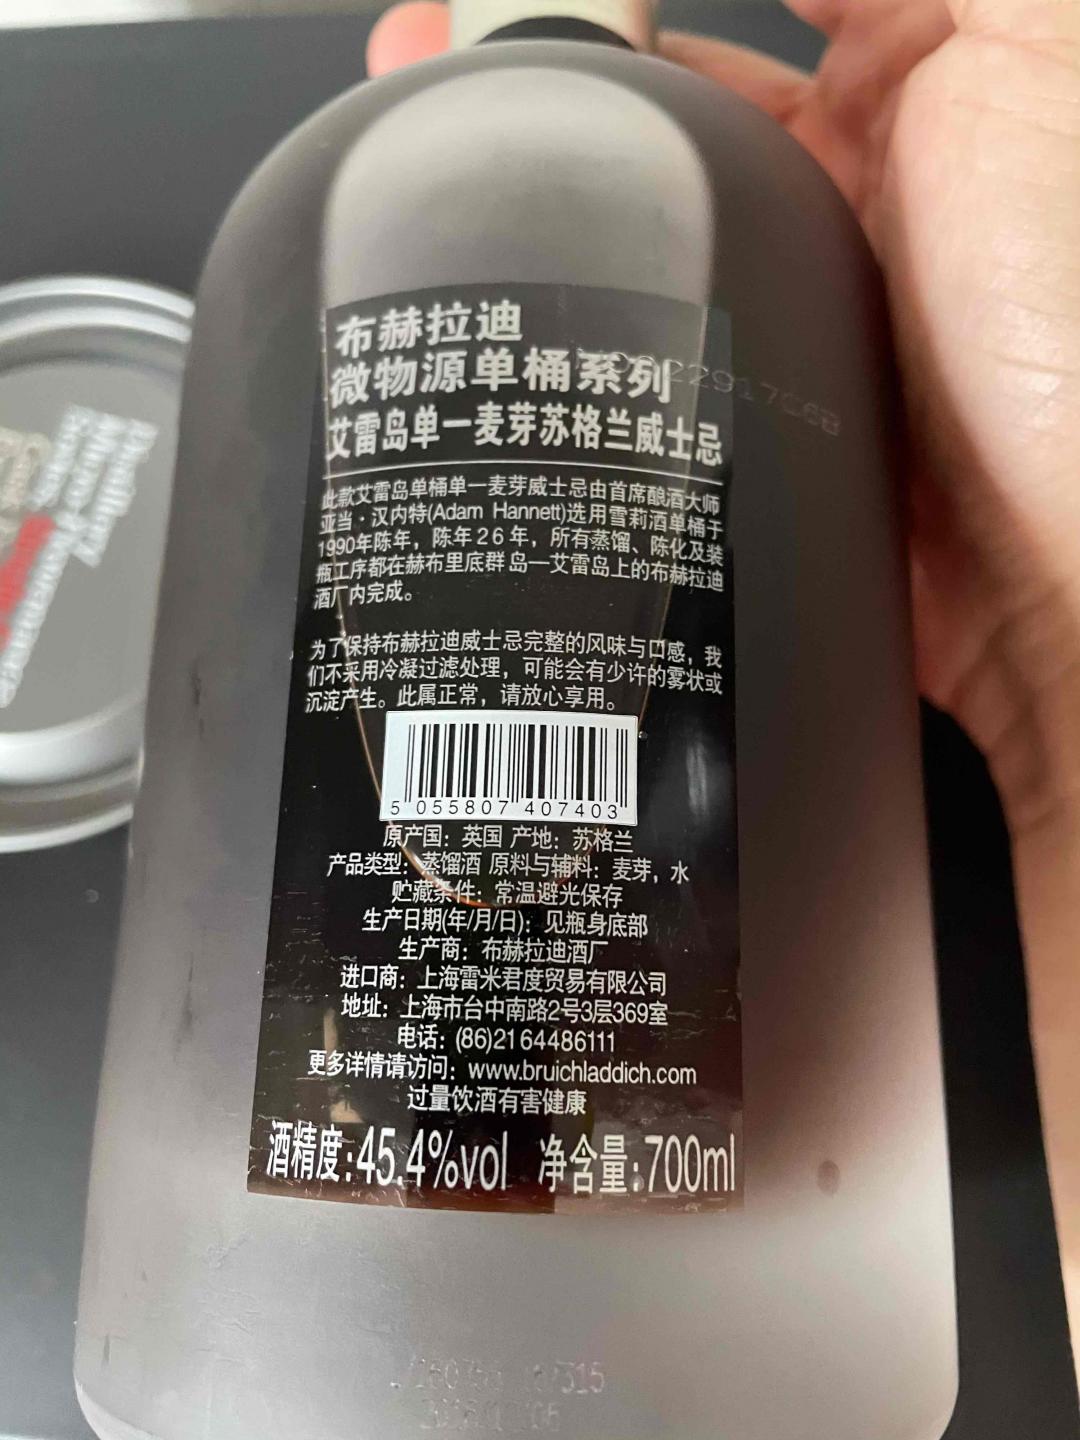 布赫拉迪
微物源单桶系列
艾雷岛单一麦芽苏格兰威士忌
此款艾雷岛单桶单一麦芽威士忌由首席酿酒大师
亚当·汉内特(Adam Hannett)选用雪莉酒单桶于
1990年陈年，陈年26年，所有蒸馏、陈化及装
瓶工序都在赫布里底群岛—艾雷岛上的布赫拉迪
酒厂内完成。
为了保持布赫拉迪威士忌完整的风味与口感，我
们不采用冷凝过滤处理，可能会有少许的雾状或
沉淀产生。此属正常，请放心享用。
5 055807 407403
原产国：英国 产地：苏格兰
产品类型：蒸馏酒 原料与辅料：麦芽，水
贮藏条件：常温避光保存
生产日期(年/月/日)：见瓶身底部
生产商：布赫拉迪酒厂
进口商：上海雷米君度贸易有限公司
地址：上海市台中南路2号3层369室
电话：(86)21 64486111
更多详情请访问：www.bruichladdich.com
过量饮酒有害健康
酒精度:45.4%vol 净含量:700ml